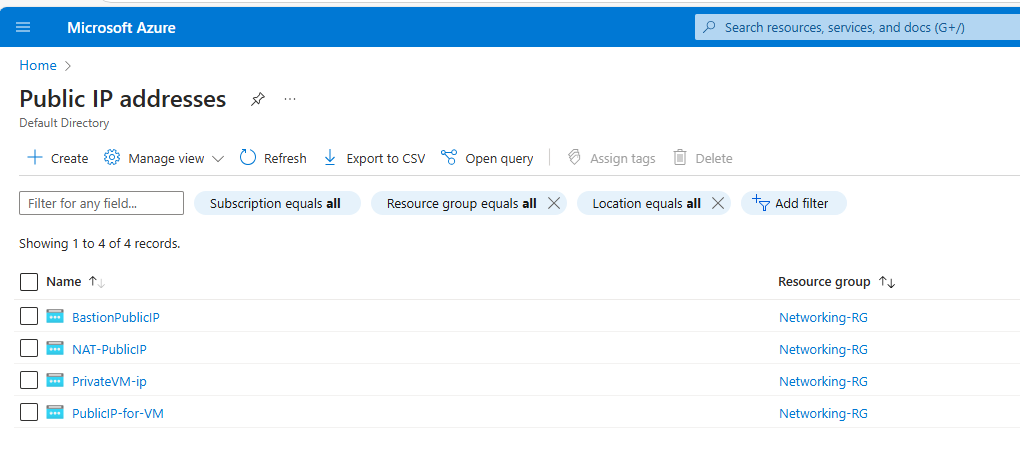 Microsoft Azure
Search resources, services, and docs (G+/)
Home
Public IP addresses
Default Directory
Create Manage view Refresh Export to CSV Open query Assign tags Delete
Filter for any field... Subscription equals all Resource group equals all Location equals all Add filter
Showing 1 to 4 of 4 records.
Name Resource group
BastionPublicIP Networking-RG
NAT-PublicIP Networking-RG
PrivateVM-ip Networking-RG
PublicIP-for-VM Networking-RG